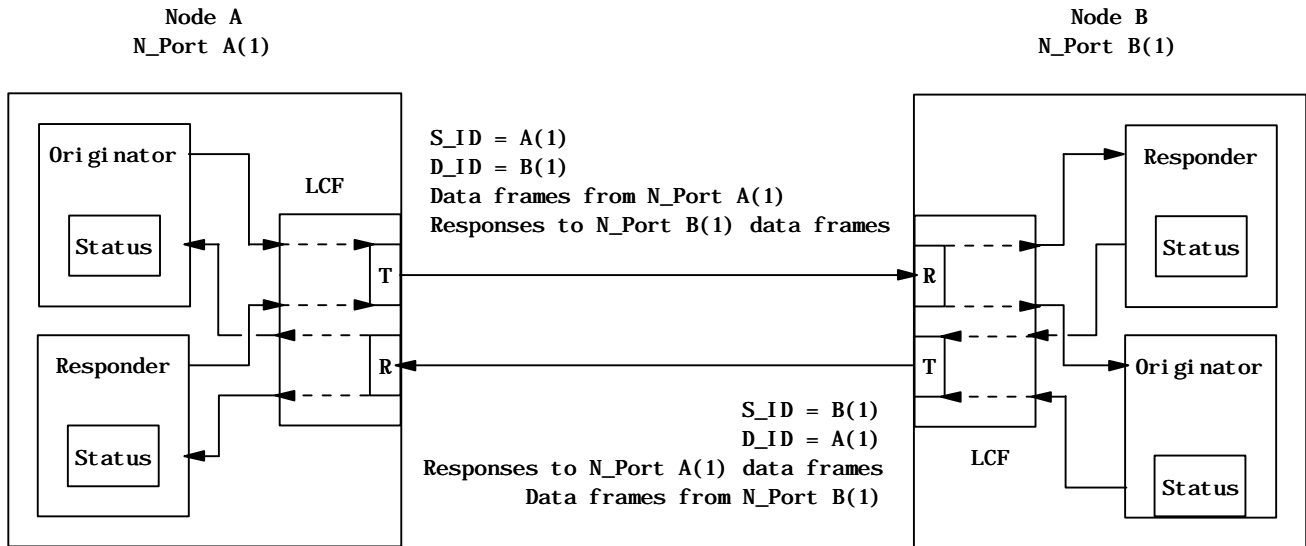 Node A
N_Port A(1)
Node B
N_Port B(1)
Originator
Status
LCF
T
R
Responder
Status
S_ID = A(1)
D_ID = B(1)
Data frames from N_Port A(1)
Responses to N_Port B(1) data frames
S_ID = B(1)
D_ID = A(1)
Responses to N_Port A(1) data frames
Data frames from N_Port B(1)
R
T
LCF
Responder
Status
Originator
Status